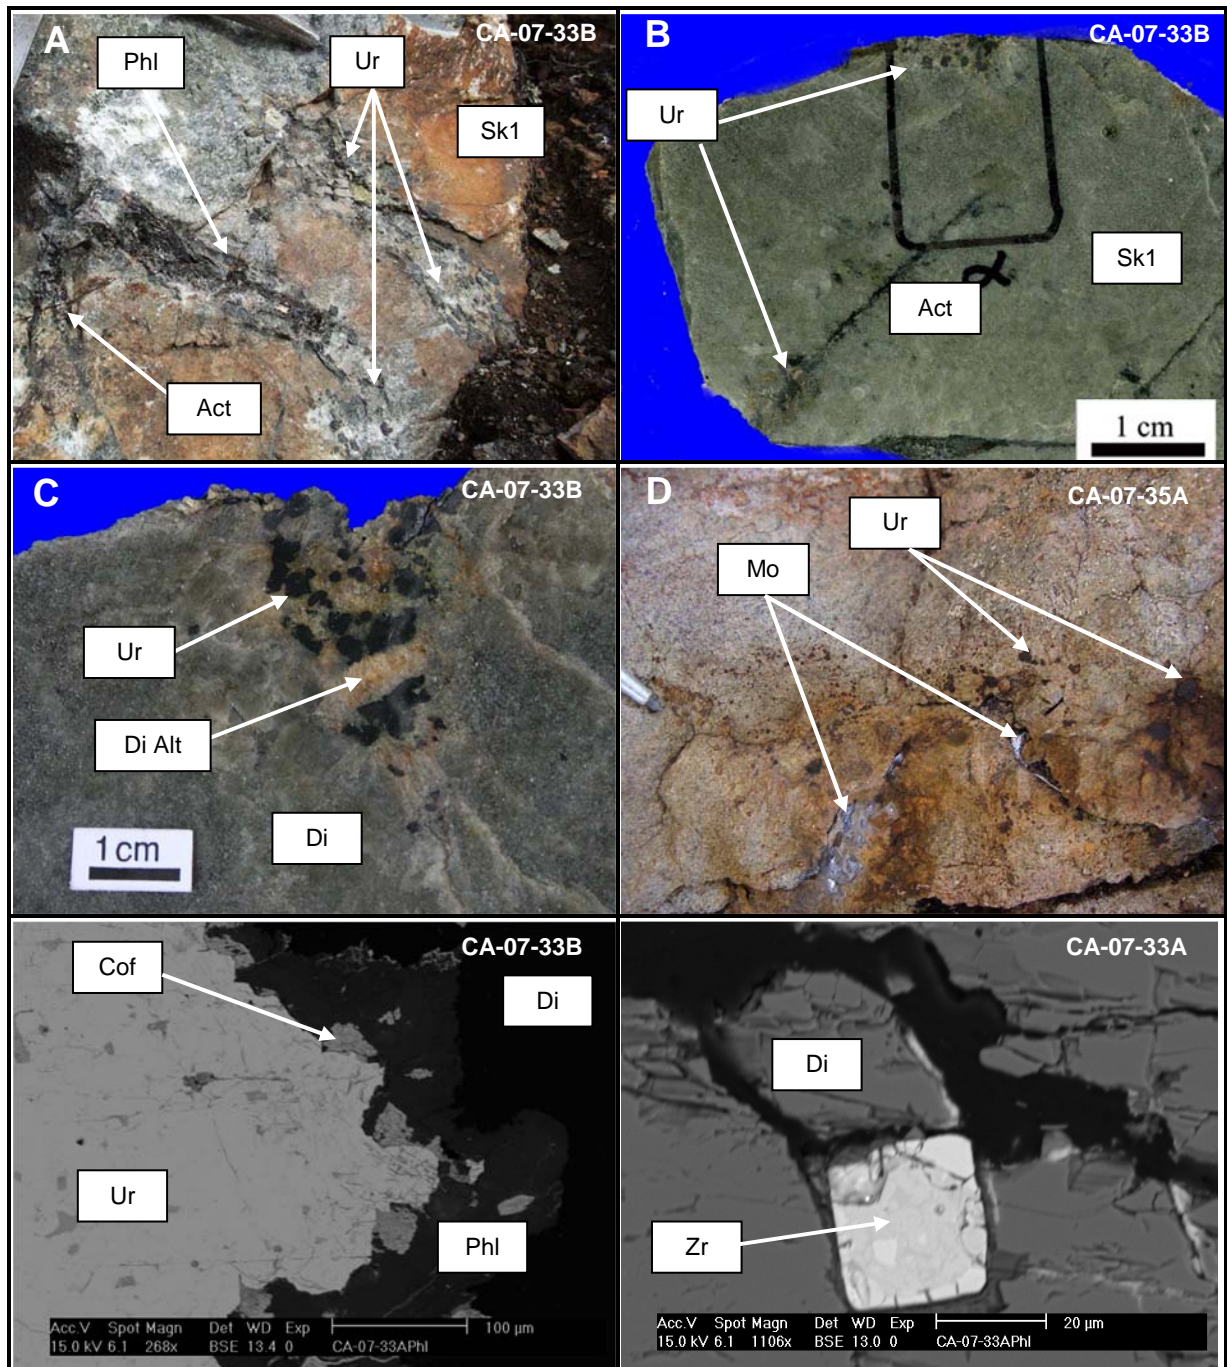 A
CA-07-33B
Phl
Ur
Sk1
Act
B
CA-07-33B
Ur
Sk1
Act
α
1 cm
C
CA-07-33B
Ur
Di Alt
Di
1cm
D
CA-07-35A
Ur
Mo
CA-07-33B
Cof
Di
Ur
Phl
Acc.V Spot Magn Det WD Exp 100 µm
15.0 kV 6.1 268x BSE 13.4 0 CA-07-33APhl
CA-07-33A
Di
Zr
Acc.V Spot Magn Det WD Exp 20 µm
15.0 kV 6.1 1106x BSE 13.0 0 CA-07-33APhl